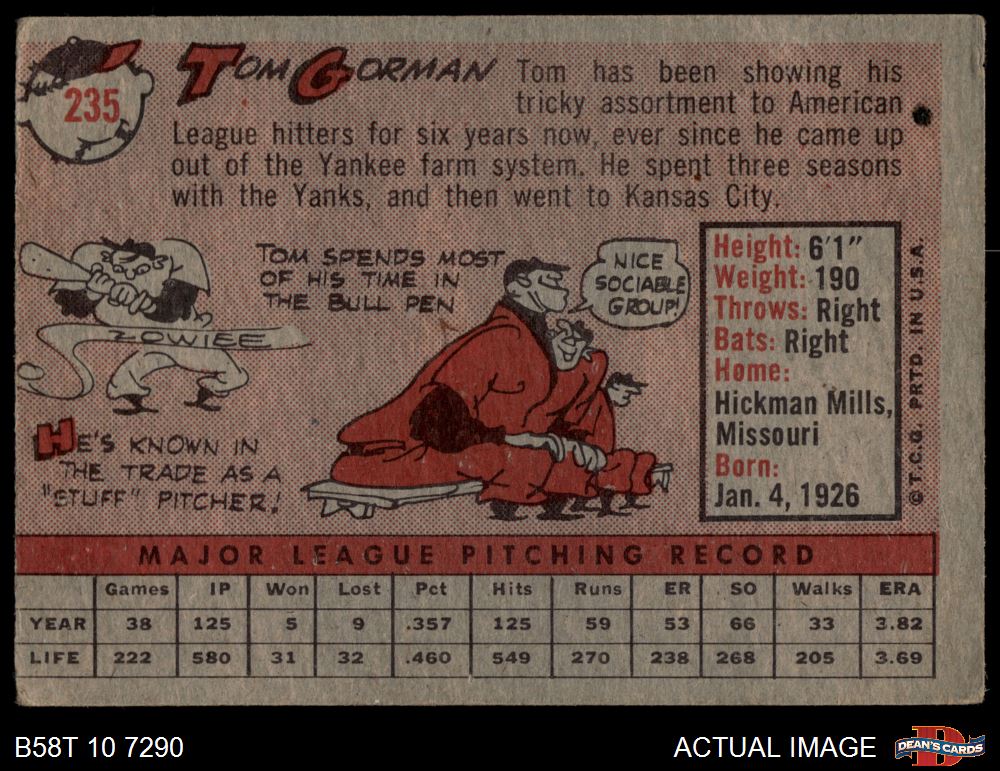 235
TOM GORMAN
Tom has been showing his
tricky assortment to American
League hitters for six years now, ever since he came up
out of the Yankee farm system. He spent three seasons
with the Yanks, and then went to Kansas City.
TOM SPENDS MOST
OF HIS TIME IN
THE BULL PEN
NICE
SOCIABLE
GROUP!
ZOWIEE
HE'S KNOWN IN
THE TRADE AS A
"STUFF" PITCHER!
Height: 6'1"
Weight: 190
Throws: Right
Bats: Right
Home:
Hickman Mills,
Missouri
Born:
Jan. 4, 1926
© T.C.G. PRTD. IN U.S.A.
MAJOR LEAGUE PITCHING RECORD
Games IP Won Lost Pct Hits Runs ER SO Walks ERA
YEAR 38 125 5 9 .357 125 59 53 66 33 3.82
LIFE 222 580 31 32 .460 549 270 238 268 205 3.69
B58T 10 7290
ACTUAL IMAGE
DEAN'S CARDS